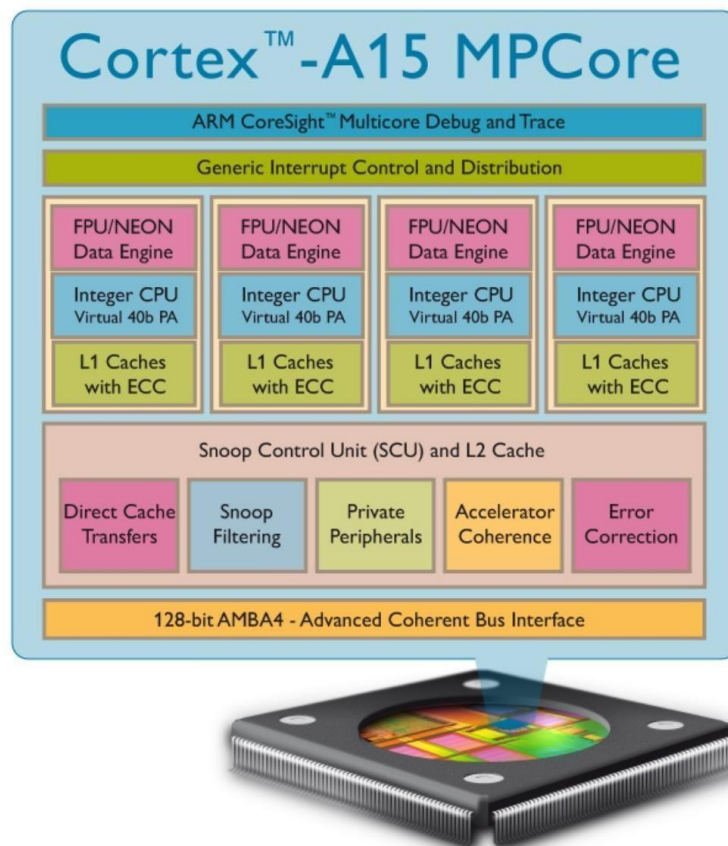 Cortex™-A15 MPCore
ARM CoreSight™ Multicore Debug and Trace
Generic Interrupt Control and Distribution
FPU/NEON
Data Engine
Integer CPU
Virtual 40b PA
L1 Caches
with ECC
FPU/NEON
Data Engine
Integer CPU
Virtual 40b PA
L1 Caches
with ECC
FPU/NEON
Data Engine
Integer CPU
Virtual 40b PA
L1 Caches
with ECC
FPU/NEON
Data Engine
Integer CPU
Virtual 40b PA
L1 Caches
with ECC
Snoop Control Unit (SCU) and L2 Cache
Direct Cache
Transfers
Snoop
Filtering
Private
Peripherals
Accelerator
Coherence
Error
Correction
128-bit AMBA4 - Advanced Coherent Bus Interface